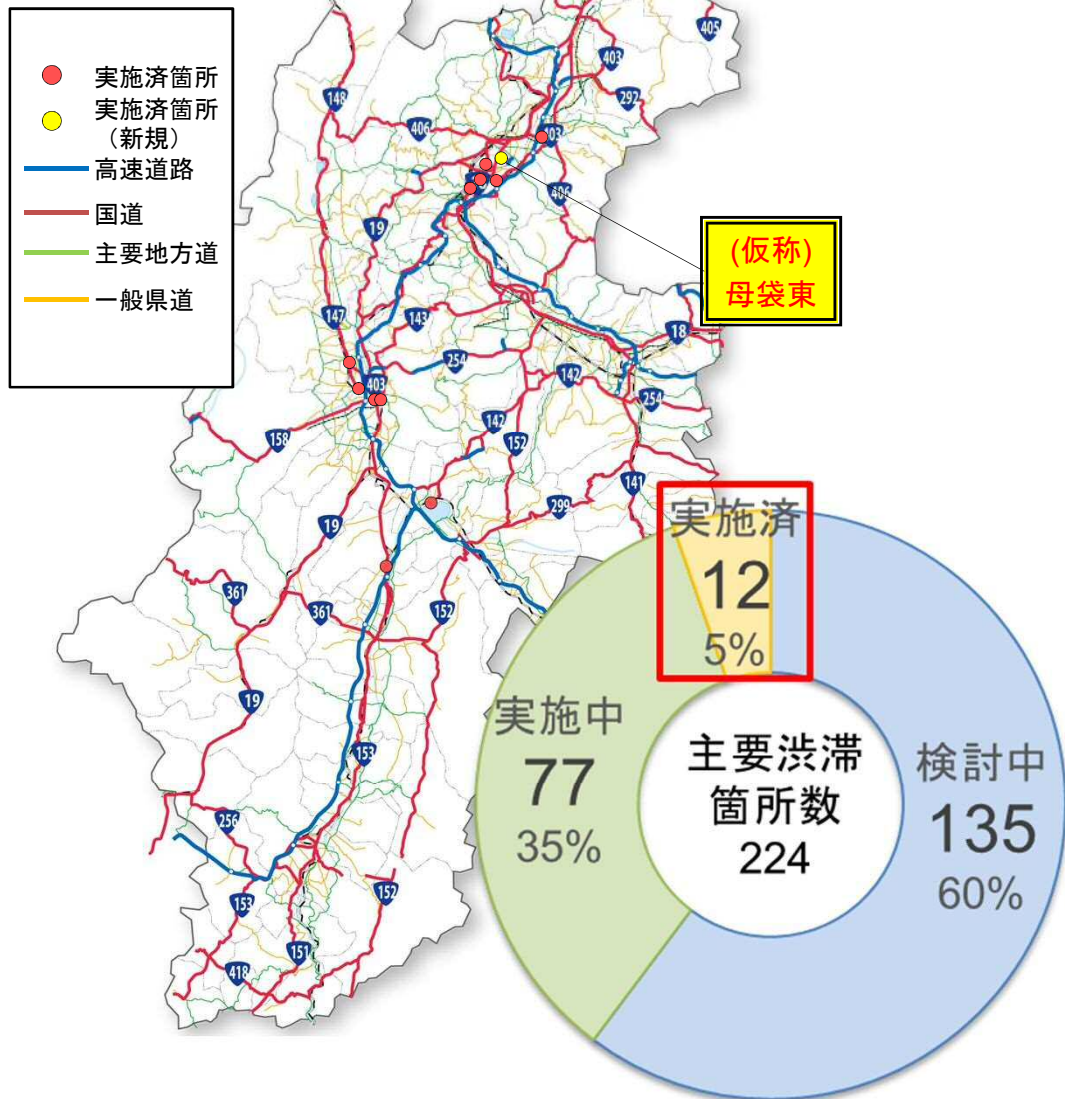 実施済箇所
実施済箇所
（新規）
高速道路
国道
主要地方道
一般県道
405
403
148
292
406
403
406
19
(仮称)
母袋東
147
143
18
254
142
403
254
142
158
152
141
299
19
361
361
152
19
153
256
152
153
151
418
実施済
12
5%
実施中
77
35%
主要渋滞
箇所数
224
検討中
135
60%